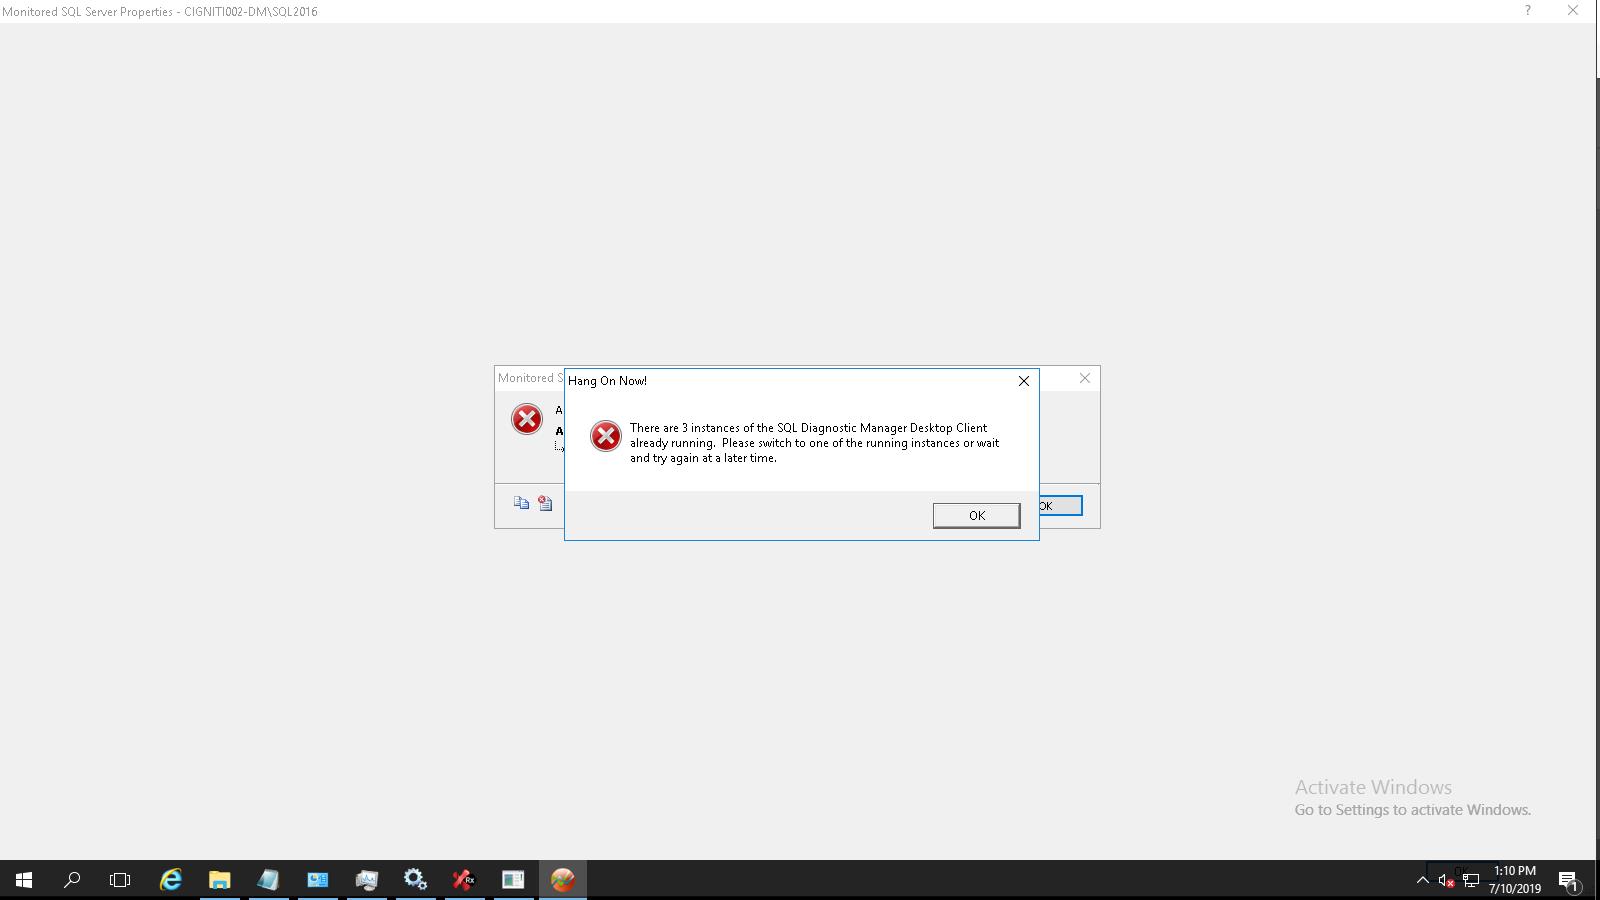 Monitored SQL Server Properties - CIGNITI002-DM\SQL2016
Monitored S
Hang On Now!
A
A
There are 3 instances of the SQL Diagnostic Manager Desktop Client
already running.  Please switch to one of the running instances or wait
and try again at a later time.
OK
OK
Activate Windows
Go to Settings to activate Windows.
Rx
1:10 PM
7/10/2019
1